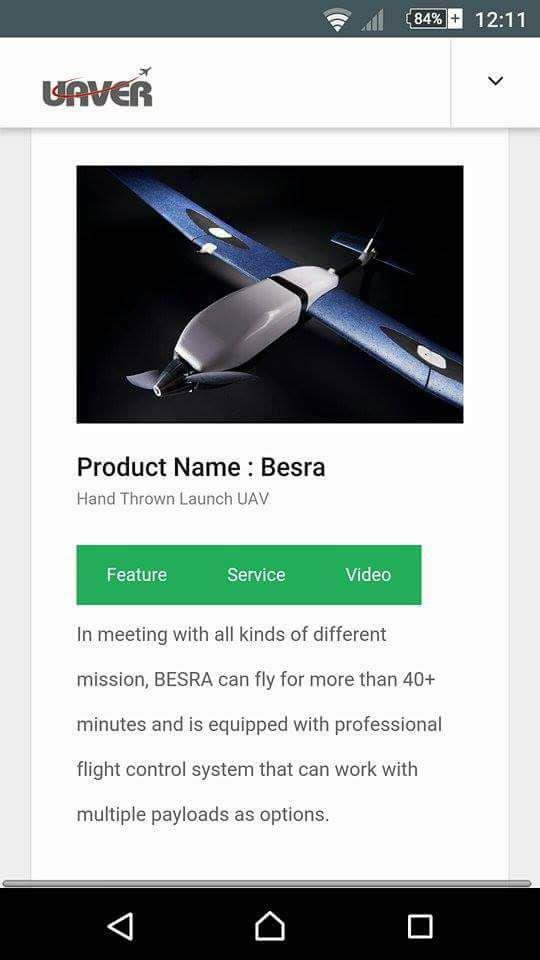 84%
12:11
UAVER
Product Name : Besra
Hand Thrown Launch UAV
Feature Service Video
In meeting with all kinds of different
mission, BESRA can fly for more than 40+
minutes and is equipped with professional
flight control system that can work with
multiple payloads as options.